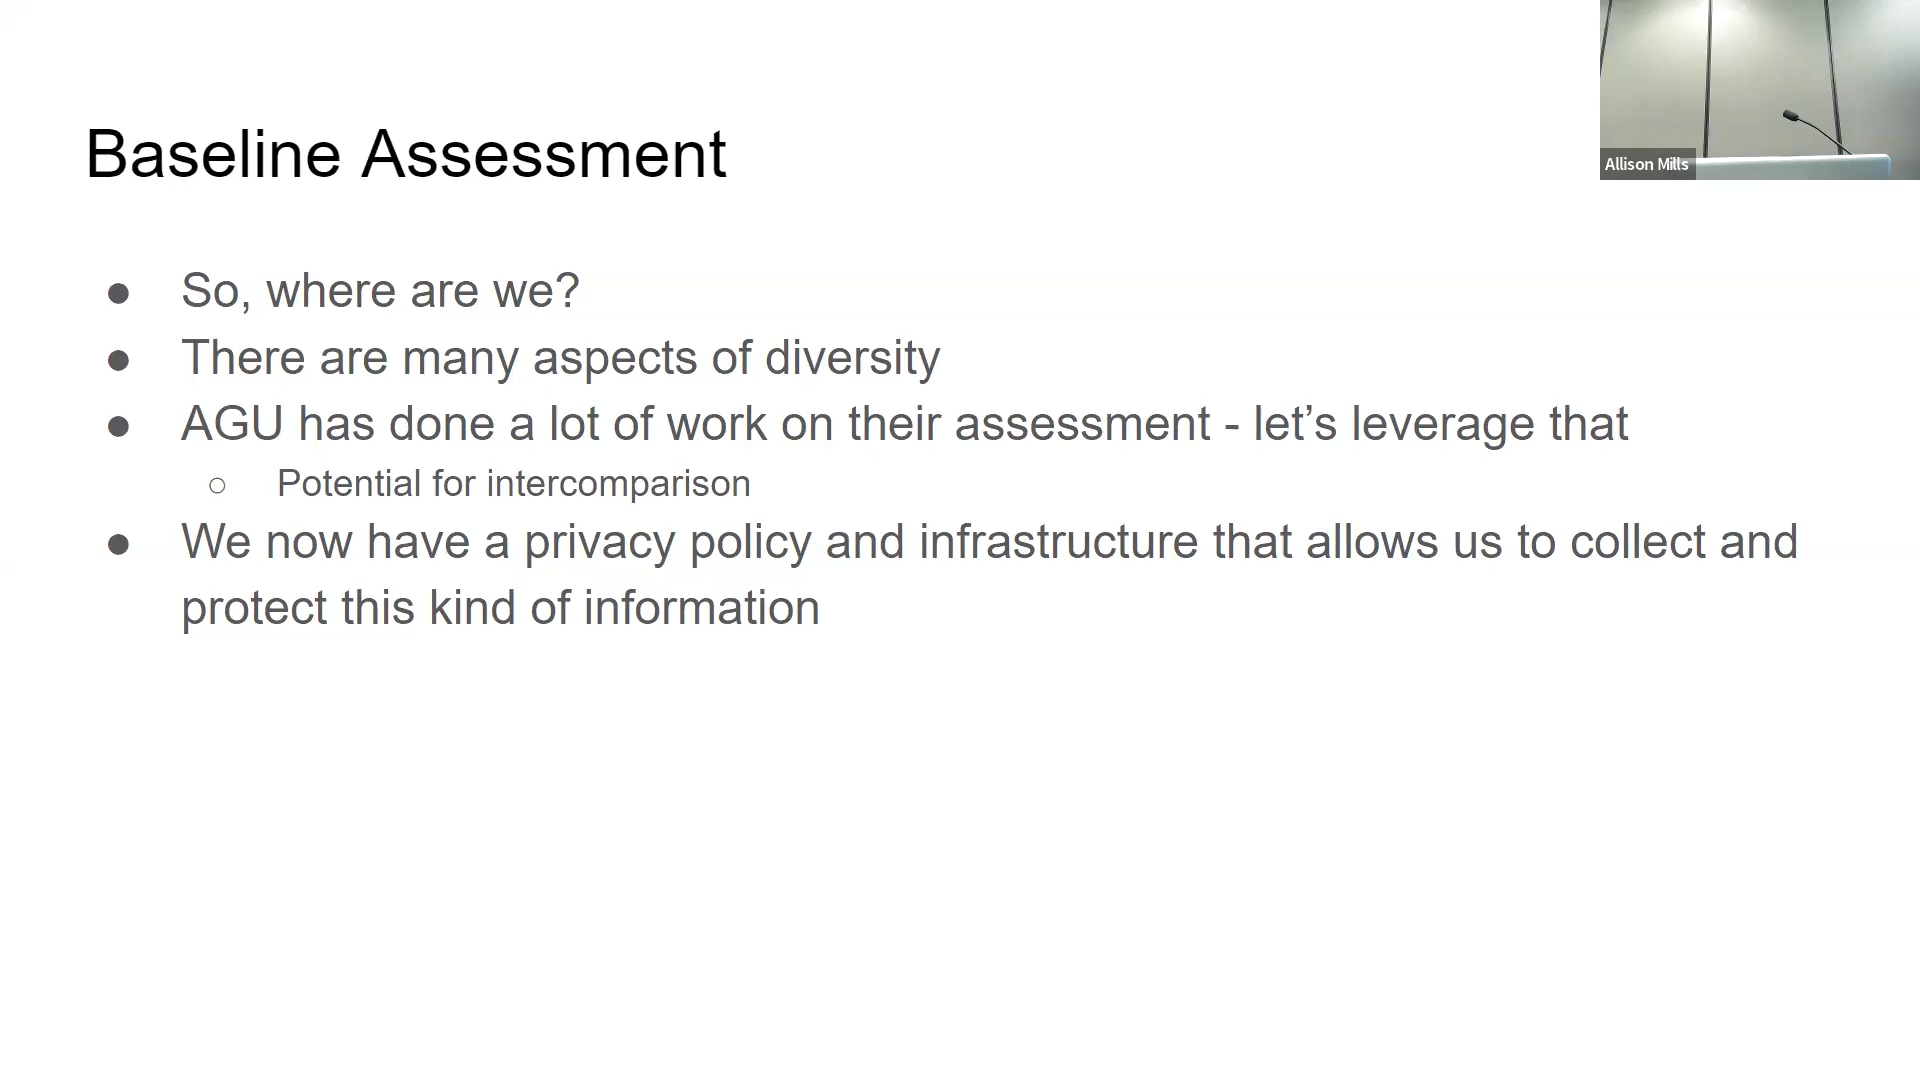 Baseline Assessment
Allison Mills
● So, where are we?
● There are many aspects of diversity
● AGU has done a lot of work on their assessment - let’s leverage that
○ Potential for intercomparison
● We now have a privacy policy and infrastructure that allows us to collect and
protect this kind of information